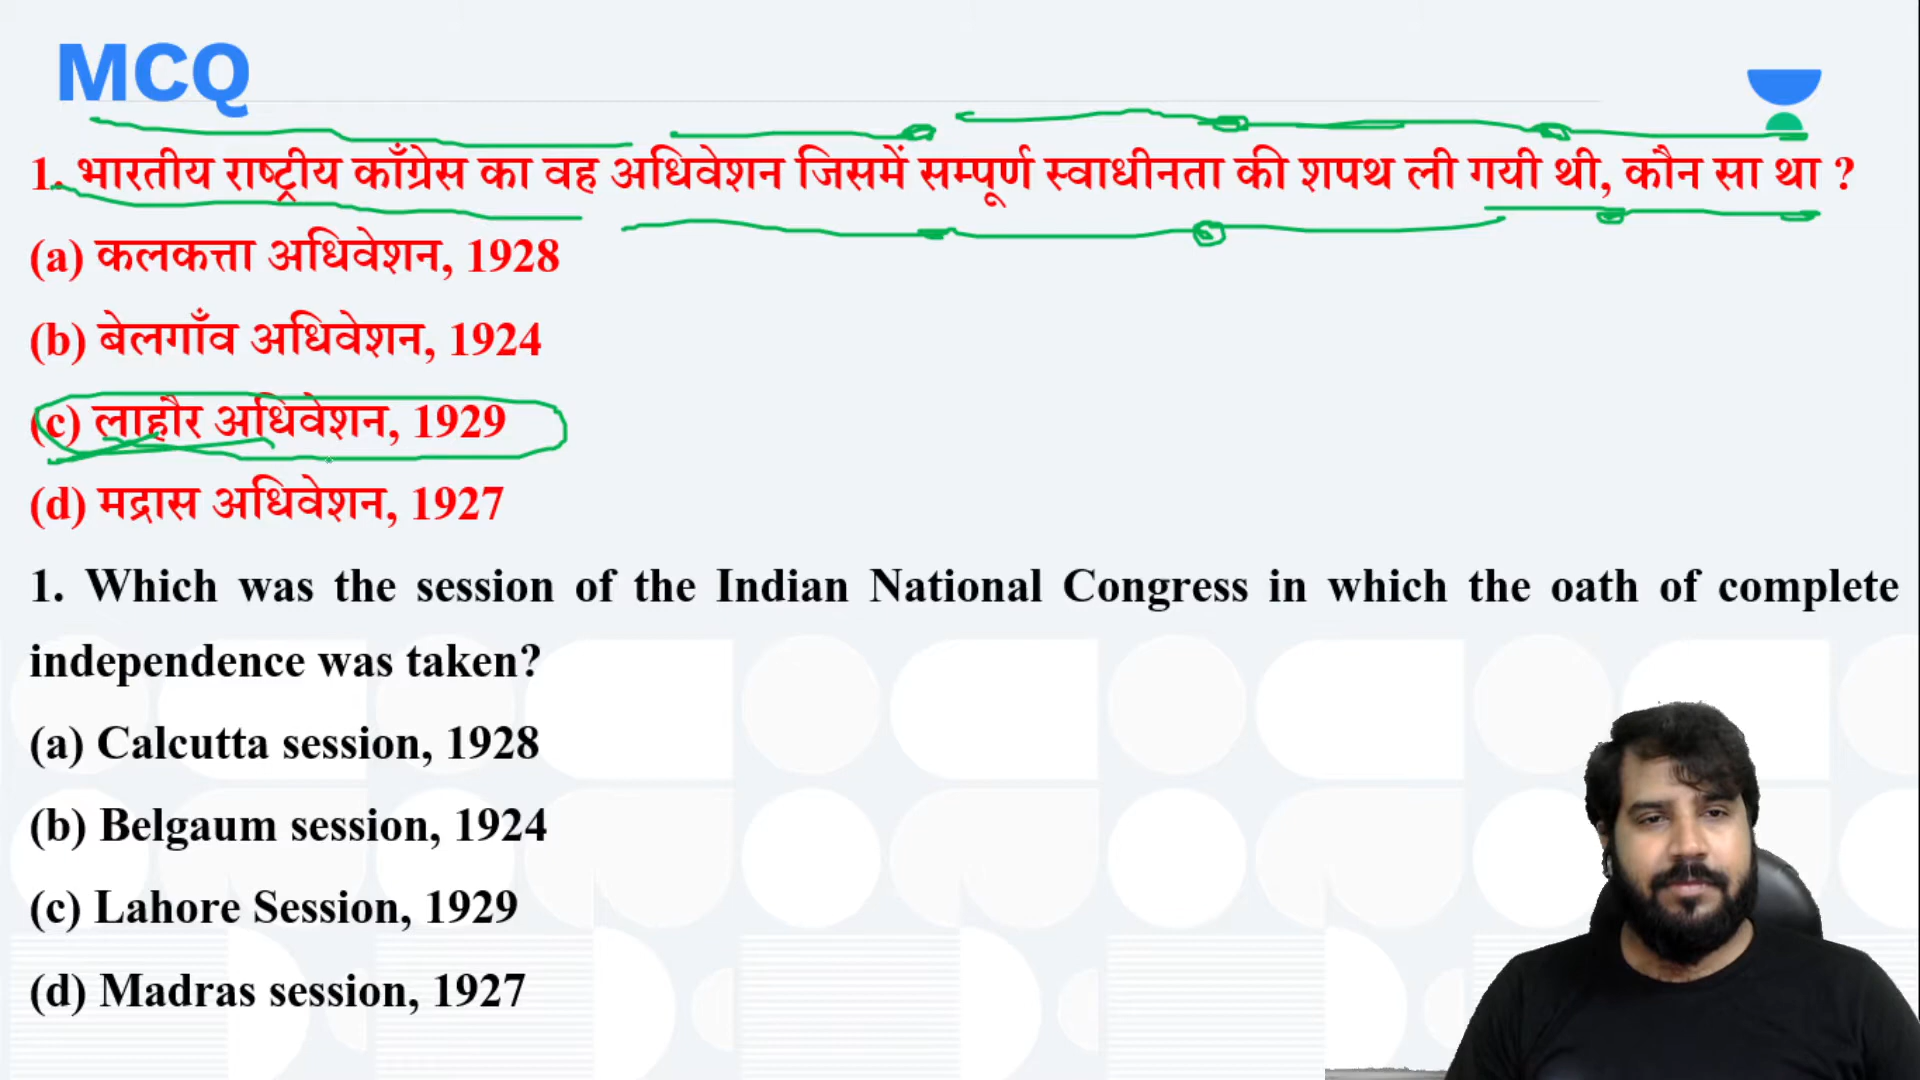 MCQ
1. भारतीय राष्ट्रीय काँग्रेस का वह अधिवेशन जिसमें सम्पूर्ण स्वाधीनता की शपथ ली गयी थी, कौन सा था ?
(a) कलकत्ता अधिवेशन, 1928
(b) बेलगाँव अधिवेशन, 1924
(c) लाहौर अधिवेशन, 1929
(d) मद्रास अधिवेशन, 1927
1. Which was the session of the Indian National Congress in which the oath of complete
independence was taken?
(a) Calcutta session, 1928
(b) Belgaum session, 1924
(c) Lahore Session, 1929
(d) Madras session, 1927